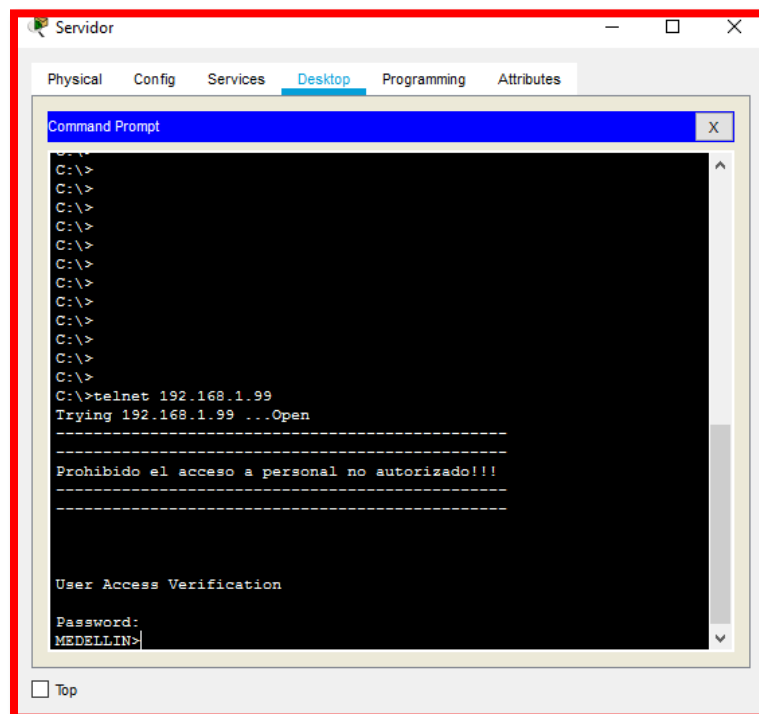 Servidor
Physical Config Services Desktop Programming Attributes
Command Prompt X
C:\>
C:\>
C:\>
C:\>
C:\>
C:\>
C:\>
C:\>
C:\>
C:\>
C:\>
C:\>
C:\>telnet 192.168.1.99
Trying 192.168.1.99 ...Open
------------------------------------------------
------------------------------------------------
Prohibido el acceso a personal no autorizado!!!
------------------------------------------------
------------------------------------------------
User Access Verification
Password:
MEDELLIN>
Top